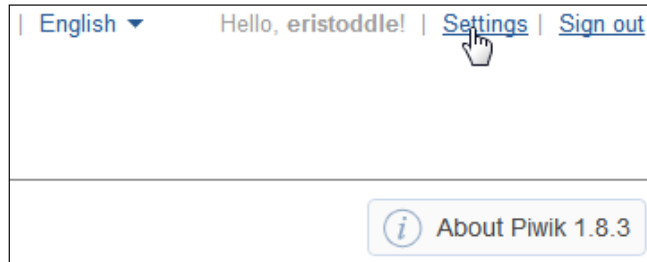 | English ▼ Hello, eristoddle! | Settings | Sign out
i About Piwik 1.8.3